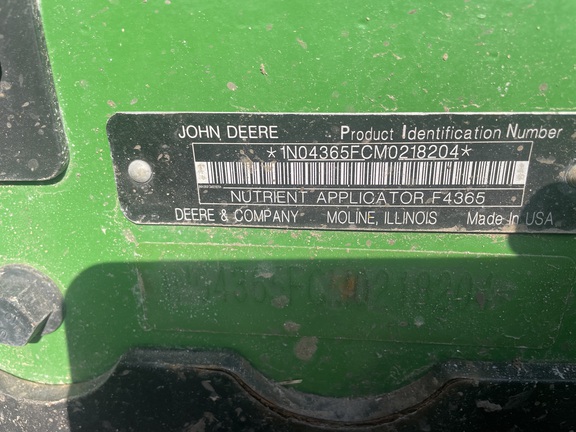 JOHN DEERE Product Identification Number
*1N04365FCM0218204*
NUTRIENT APPLICATOR F4365
DEERE & COMPANY MOLINE, ILLINOIS Made In USA